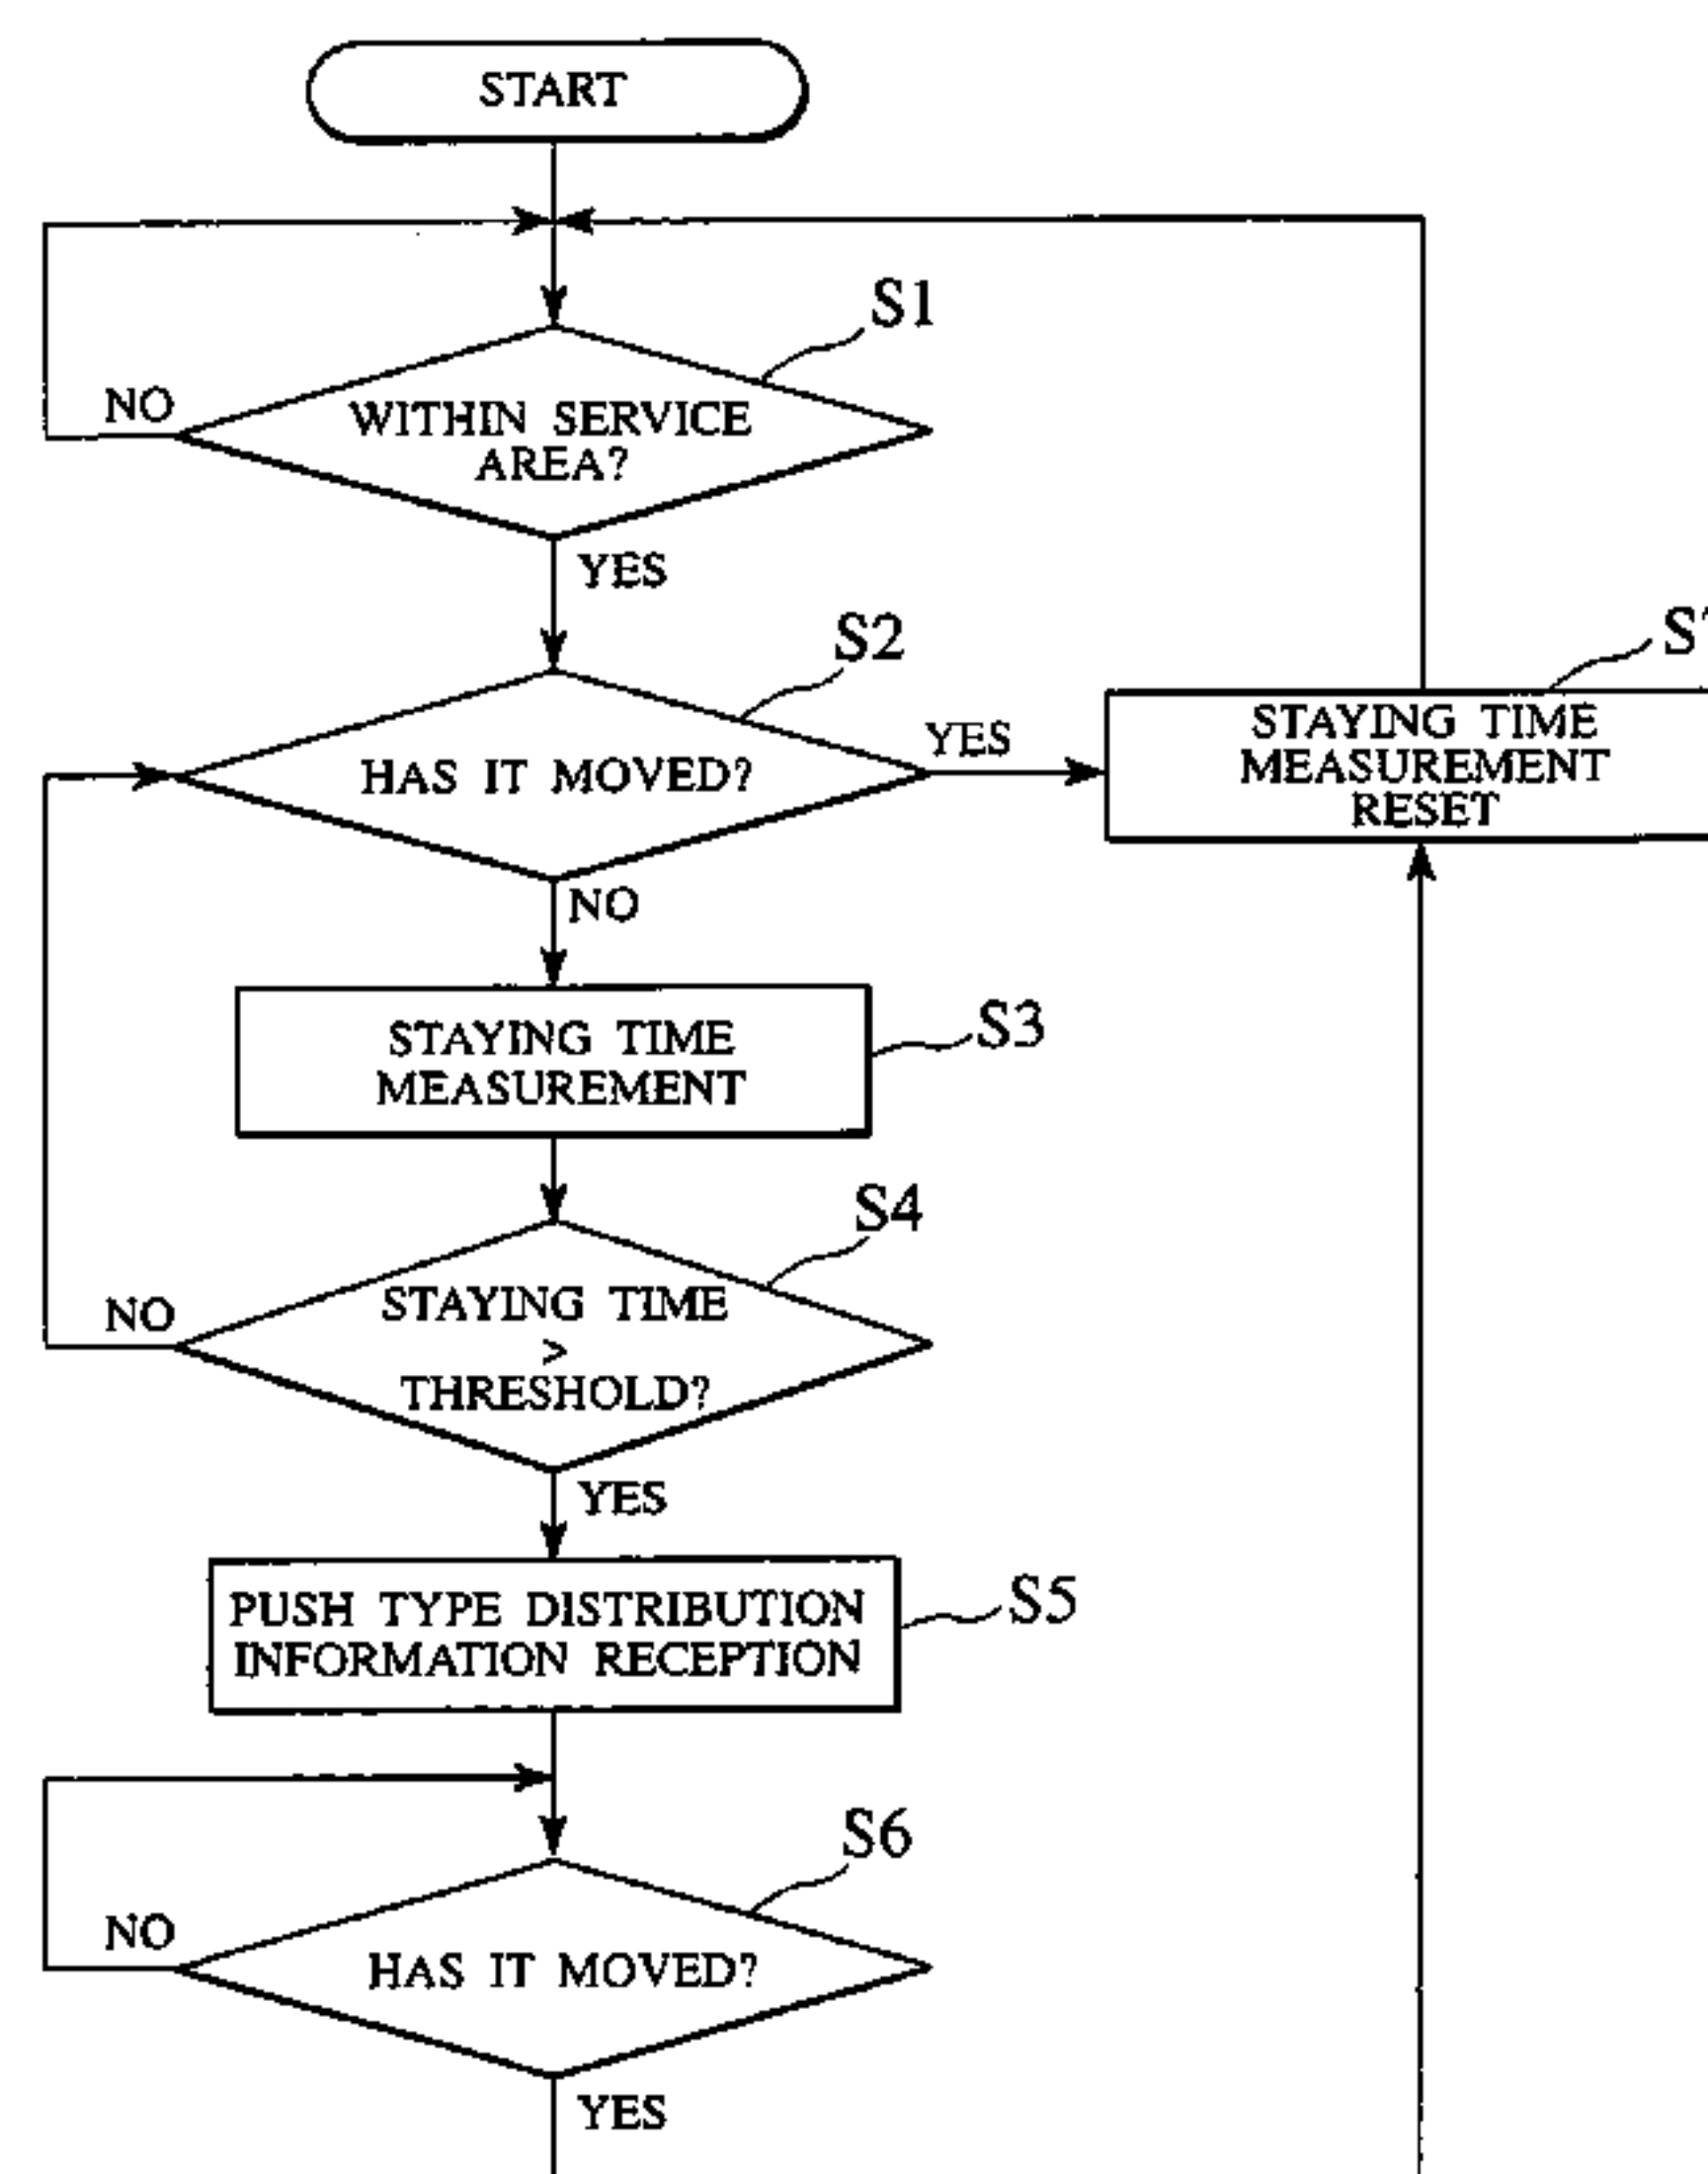 START
S1
NO
WITHIN SERVICE
AREA?
YES
S2
HAS IT MOVED?
YES
STAYING TIME
MEASUREMENT
RESET
NO
STAYING TIME
MEASUREMENT
S3
S4
NO
STAYING TIME
>
THRESHOLD?
YES
PUSH TYPE DISTRIBUTION
INFORMATION RECEPTION
S5
S6
NO
HAS IT MOVED?
YES